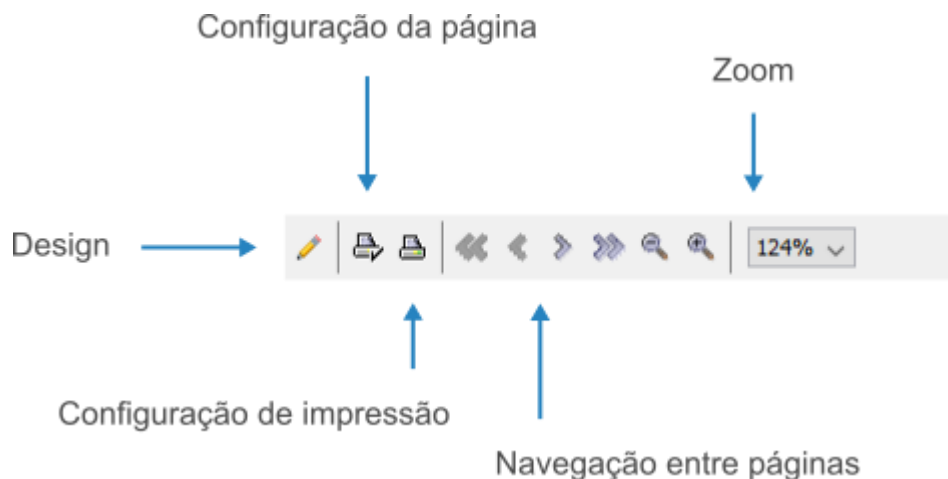 Configuração da página
Zoom
Design
124%
Configuração de impressão
Navegação entre páginas